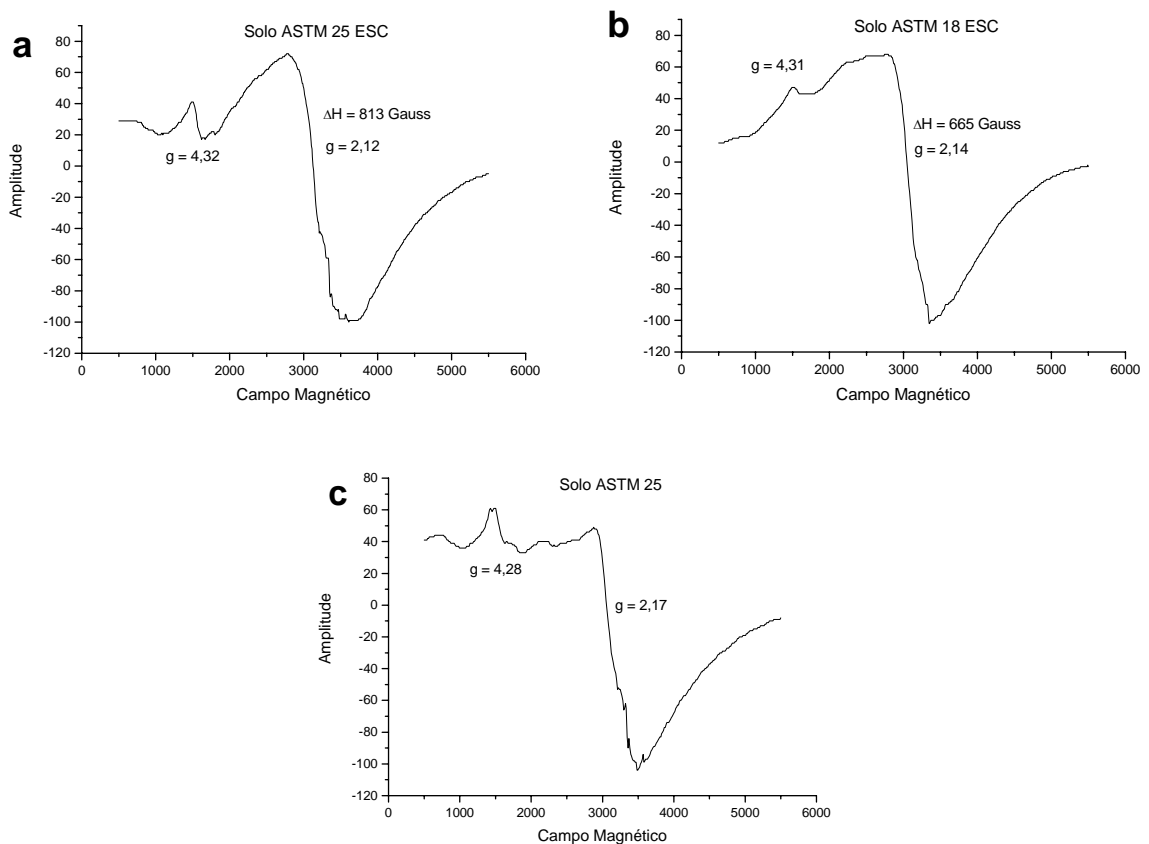 a
Solo ASTM 25 ESC
80
60
40
20
0
-20
-40
-60
-80
-100
-120
Amplitude
g = 4,32
ΔH = 813 Gauss
g = 2,12
0
1000
2000
3000
4000
5000
6000
Campo Magnético
b
Solo ASTM 18 ESC
80
60
40
20
0
-20
-40
-60
-80
-100
-120
Amplitude
g = 4,31
ΔH = 665 Gauss
g = 2,14
0
1000
2000
3000
4000
5000
6000
Campo Magnético
c
Solo ASTM 25
80
60
40
20
0
-20
-40
-60
-80
-100
-120
Amplitude
g = 4,28
g = 2,17
0
1000
2000
3000
4000
5000
6000
Campo Magnético